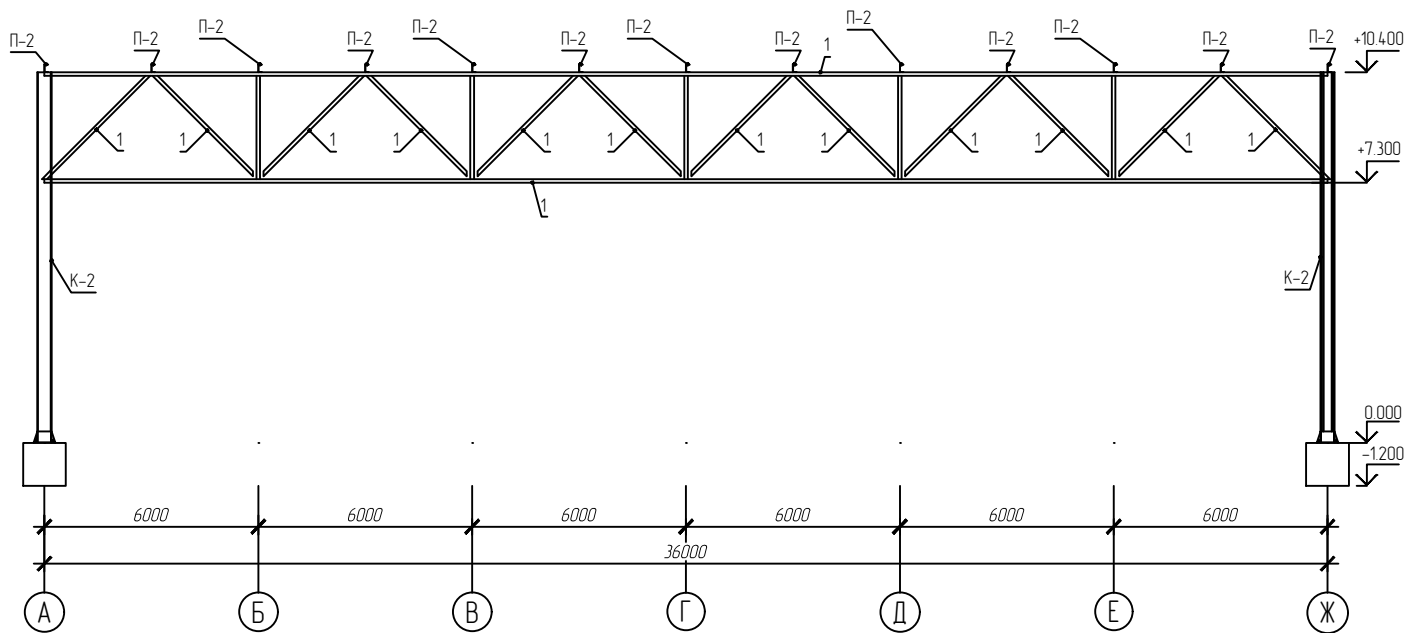 П-2 П-2 П-2 П-2 П-2 П-2 П-2 П-2 П-2 1 П-2 П-2 П-2 П-2 +10.400
1 1 1 1 1 1 1 1 1 1 1 1 +7.300
1
К-2 К-2
0.000
-1.200
6000 6000 6000 6000 6000 6000
36000
А Б В Г Д Е Ж